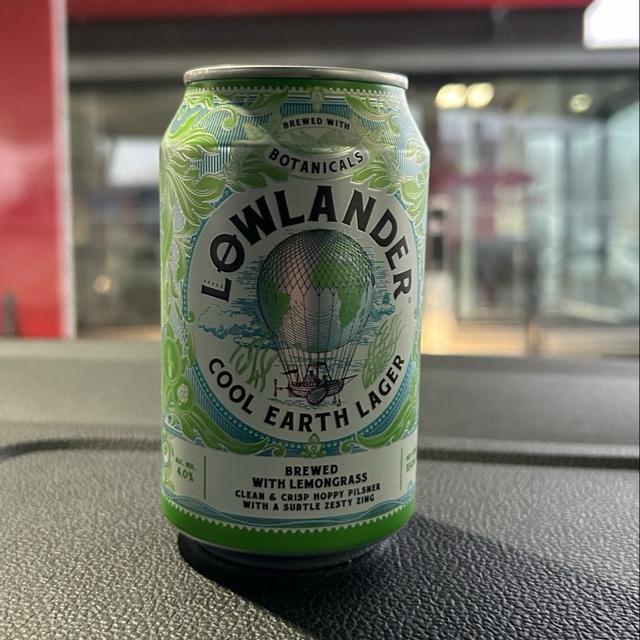 BREWED WITH
BOTANICALS
LØWLANDER
COOL EARTH LAGER
ALC. VOL.
4.0%
BREWED
WITH LEMONGRASS
CLEAN & CRISP HOPPY PILSNER
WITH A SUBTLE ZESTY ZING